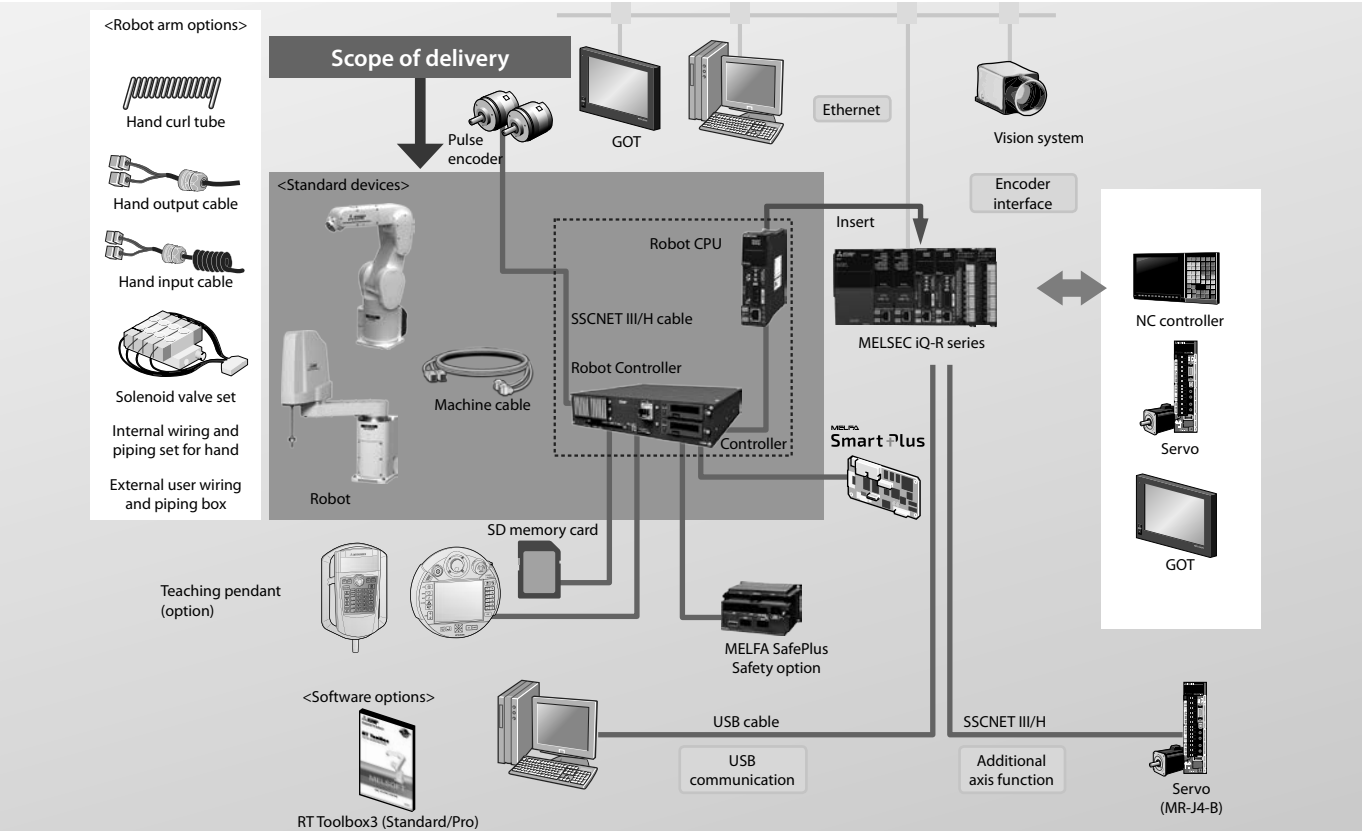 <Robot arm options>
Hand curl tube
Hand output cable
Hand input cable
Solenoid valve set
Internal wiring and
piping set for hand
External user wiring
and piping box
Scope of delivery
Pulse
encoder
GOT
Ethernet
Vision system
Encoder
interface
<Standard devices>
Robot CPU
Insert
SSCNET III/H cable
MELSEC iQ-R series
Robot Controller
Machine cable
Controller
Robot
MELFA
Smart Plus
NC controller
Servo
GOT
SD memory card
Teaching pendant
(option)
MELFA SafePlus
Safety option
<Software options>
RT ToolBox
MELSOFT
RT Toolbox3 (Standard/Pro)
USB cable
USB
communication
SSCNET III/H
Additional
axis function
Servo
(MR-J4-B)